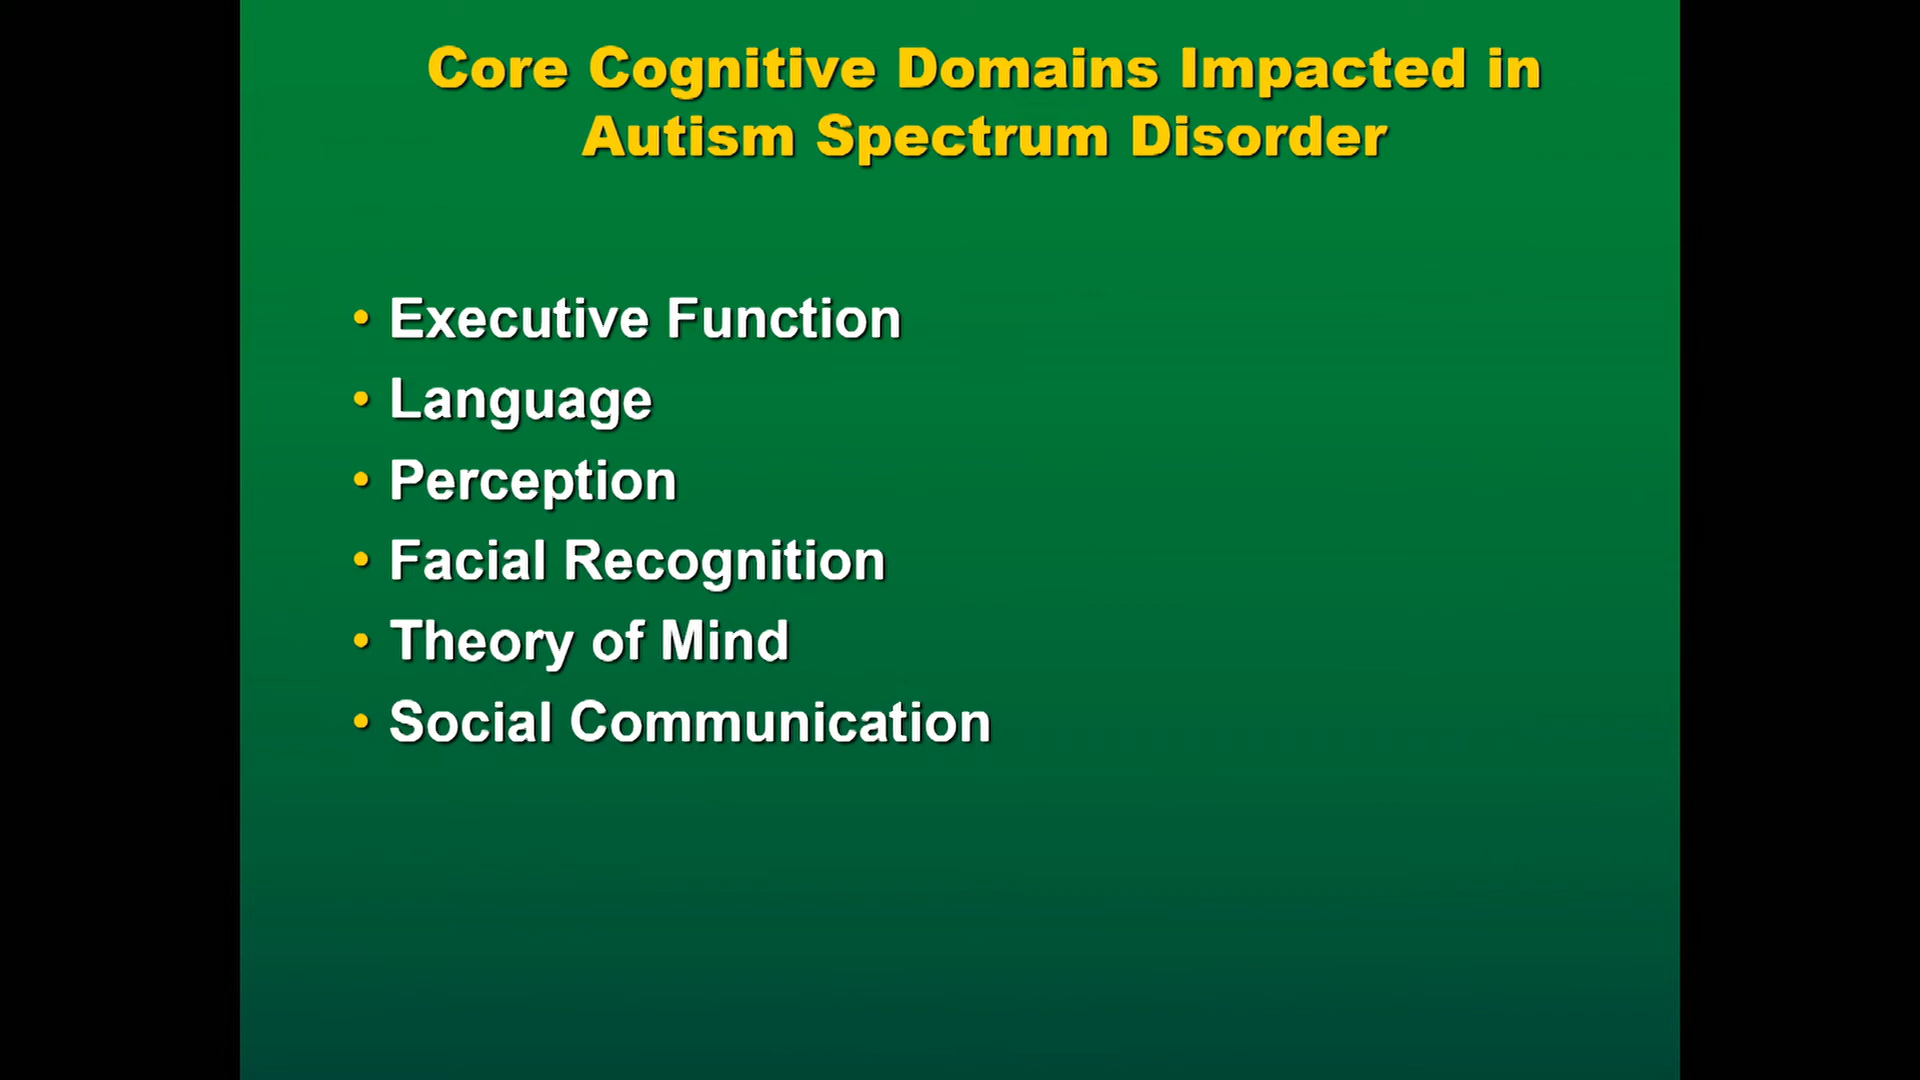 Core Cognitive Domains Impacted in
Autism Spectrum Disorder
• Executive Function
• Language
• Perception
• Facial Recognition
• Theory of Mind
• Social Communication